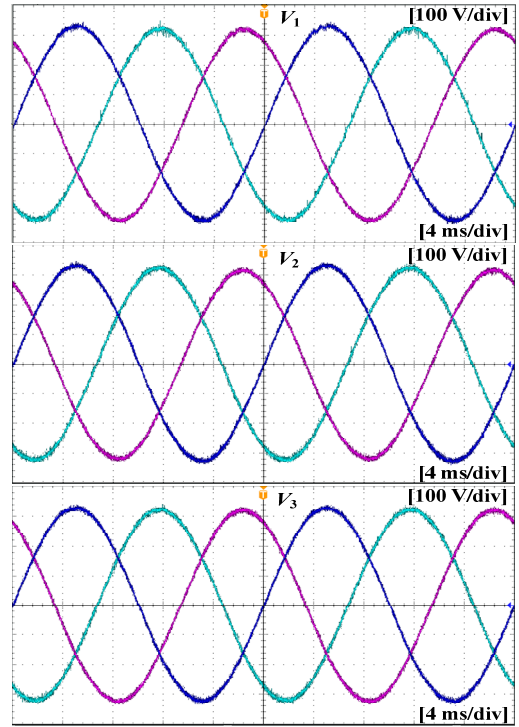 T
V1 [100 V/div]
[4 ms/div]
T
V2 [100 V/div]
[4 ms/div]
T
V3 [100 V/div]
[4 ms/div]